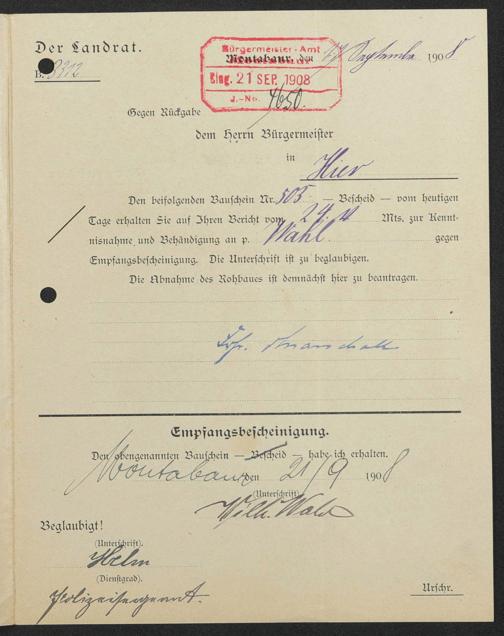 Der Landrat.
B. 3212
Bürgermeister-Amt
Montabaur, den September 1908
Eing. 21 SEP. 1908
J.-No. 4650.
Gegen Rückgabe
dem Herrn Bürgermeister
in
Hier
Den beifolgenden Bauschein Nr. 505 — Bescheid — vom heutigen
Tage erhalten Sie auf Ihren Bericht vom Mts. zur Kennt-
nisnahme und Behändigung an p. Wahl gegen
Empfangsbescheinigung. Die Unterschrift ist zu beglaubigen.
Die Abnahme des Rohbaues ist demnächst hier zu beantragen.
Empfangsbescheinigung.
Den obengenannten Bauschein — Bescheid — habe ich erhalten.
Montabaur den 21/9 1908
(Unterschrift)
Wilh. Wahl
Beglaubigt!
(Unterschrift).
Helm
(Dienstgrad).
Polizeisergeant.
Urschr.